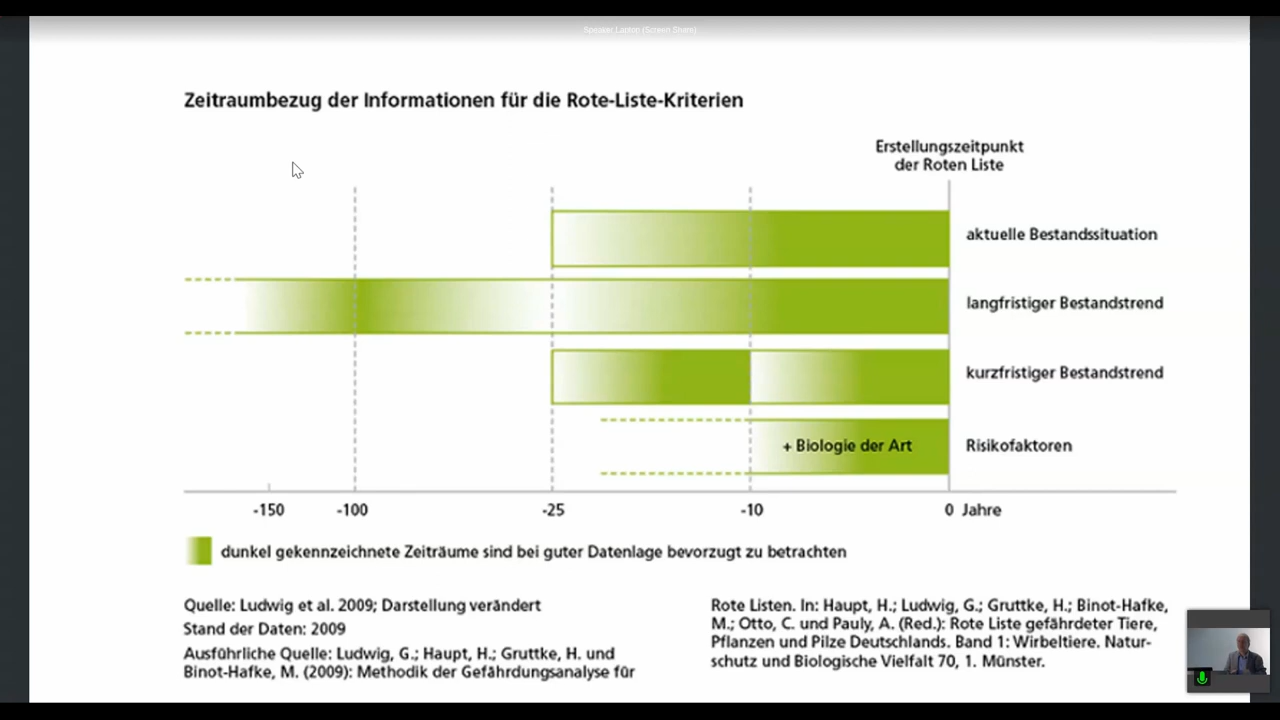 Speaker Laptop (Screen Share)
Zeitraumbezug der Informationen für die Rote-Liste-Kriterien
Erstellungszeitpunkt
der Roten Liste
aktuelle Bestandssituation
langfristiger Bestandstrend
kurzfristiger Bestandstrend
+ Biologie der Art
Risikofaktoren
-150
-100
-25
-10
0 Jahre
dunkel gekennzeichnete Zeiträume sind bei guter Datenlage bevorzugt zu betrachten
Quelle: Ludwig et al. 2009; Darstellung verändert
Stand der Daten: 2009
Ausführliche Quelle: Ludwig, G.; Haupt, H.; Gruttke, H. und
Binot-Hafke, M. (2009): Methodik der Gefährdungsanalyse für
Rote Listen. In: Haupt, H.; Ludwig, G.; Gruttke, H.; Binot-Hafke,
M.; Otto, C. und Pauly, A. (Red.): Rote Liste gefährdeter Tiere,
Pflanzen und Pilze Deutschlands. Band 1: Wirbeltiere. Natur-
schutz und Biologische Vielfalt 70, 1. Münster.